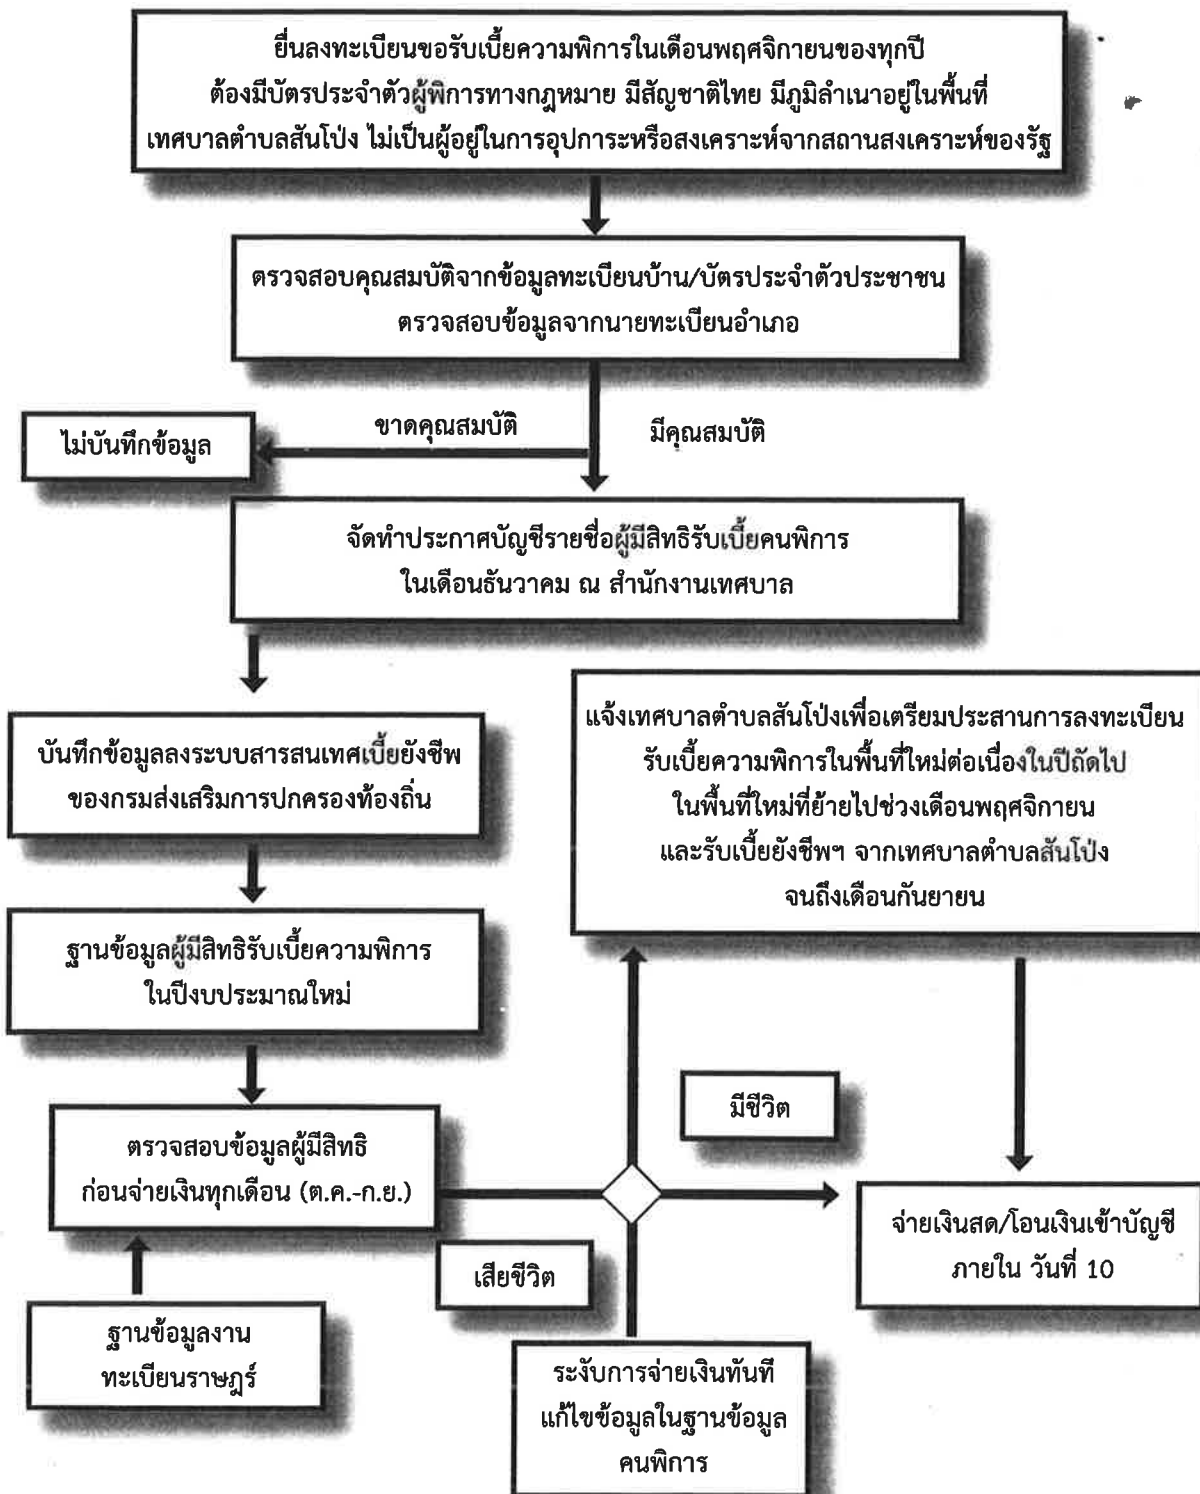 ยื่นลงทะเบียนขอรับเบี้ยความพิการในเดือนพฤศจิกายนของทุกปี
ต้องมีบัตรประจำตัวผู้พิการทางกฎหมาย มีสัญชาติไทย มีภูมิลำเนาอยู่ในพื้นที่
เทศบาลตำบลสันโป่ง ไม่เป็นผู้อยู่ในการอุปการะหรือสงเคราะห์จากสถานสงเคราะห์ของรัฐ
ตรวจสอบคุณสมบัติจากข้อมูลทะเบียนบ้าน/บัตรประจำตัวประชาชน
ตรวจสอบข้อมูลจากนายทะเบียนอำเภอ
ขาดคุณสมบัติ
มีคุณสมบัติ
ไม่บันทึกข้อมูล
จัดทำประกาศบัญชีรายชื่อผู้มีสิทธิรับเบี้ยคนพิการ
ในเดือนธันวาคม ณ สำนักงานเทศบาล
บันทึกข้อมูลลงระบบสารสนเทศเบี้ยยังชีพ
ของกรมส่งเสริมการปกครองท้องถิ่น
แจ้งเทศบาลตำบลสันโป่งเพื่อเตรียมประสานการลงทะเบียน
รับเบี้ยความพิการในพื้นที่ใหม่ต่อเนื่องในปีถัดไป
ในพื้นที่ใหม่ที่ย้ายไปช่วงเดือนพฤศจิกายน
และรับเบี้ยยังชีพฯ จากเทศบาลตำบลสันโป่ง
จนถึงเดือนกันยายน
ฐานข้อมูลผู้มีสิทธิรับเบี้ยความพิการ
ในปีงบประมาณใหม่
มีชีวิต
ตรวจสอบข้อมูลผู้มีสิทธิ
ก่อนจ่ายเงินทุกเดือน (ต.ค.-ก.ย.)
จ่ายเงินสด/โอนเงินเข้าบัญชี
ภายใน วันที่ 10
เสียชีวิต
ฐานข้อมูลงาน
ทะเบียนราษฎร์
ระงับการจ่ายเงินทันที
แก้ไขข้อมูลในฐานข้อมูล
คนพิการ